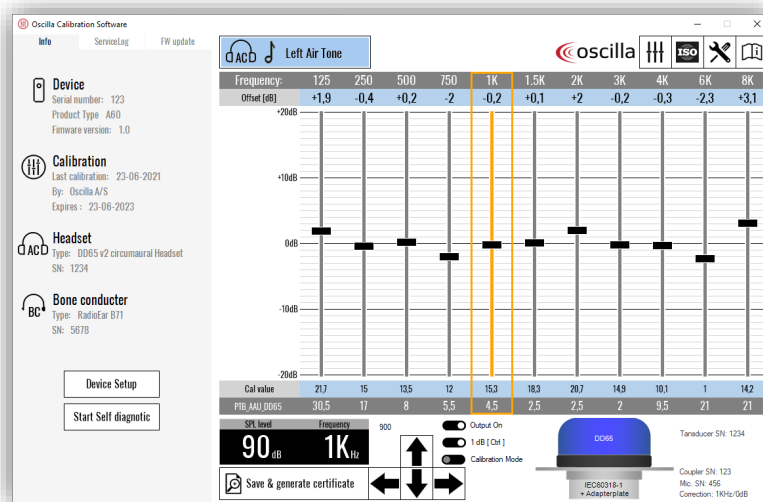 Oscilla Calibration Software
Info ServiceLog FW update
Device
Serial number: 123
Product Type A60
Fimware version: 1.0
Calibration
Last calibration: 23-06-2021
By: Oscilla A/S
Expires : 23-06-2023
AC
Headset
Type: DD65 v2 circumaural Headset
SN: 1234
BC
Bone conducter
Type: RadioEar B71
SN: 5678
Device Setup
Start Self diagnotic
ACD Left Air Tone
oscilla
ISO
Frequency: 125 250 500 750 1K 1.5K 2K 3K 4K 6K 8K
Offset [dB] +1,9 -0,4 +0,2 -2 -0,2 +0,1 +2 -0,2 -0,3 -2,3 +3,1
+20dB
+10dB
0dB
-10dB
-20dB
Cal value 21,7 15 13,5 12 15,3 18,3 20,7 14,9 10,1 1 14,2
PTB_AAU_DD65 30,5 17 8 5,5 4,5 2,5 2,5 2 9,5 21 21
SPL level Frequency
90 dB 1K Hz
900
Output On
1 dB [ Ctrl ]
Calibration Mode
Save & generate certificate
DD65
IEC60318-1
+ Adapterplate
Tansducer SN: 1234
Coupler SN: 123
Mic. SN: 456
Correction: 1KHz/0dB